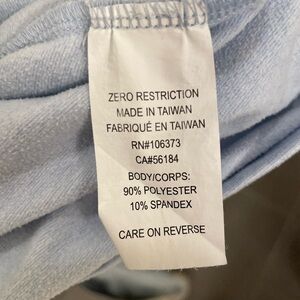 ZERO RESTRICTION
MADE IN TAIWAN
FABRIQUÉ EN TAIWAN
RN#106373
CA#56184
BODY/CORPS:
90% POLYESTER
10% SPANDEX
CARE ON REVERSE